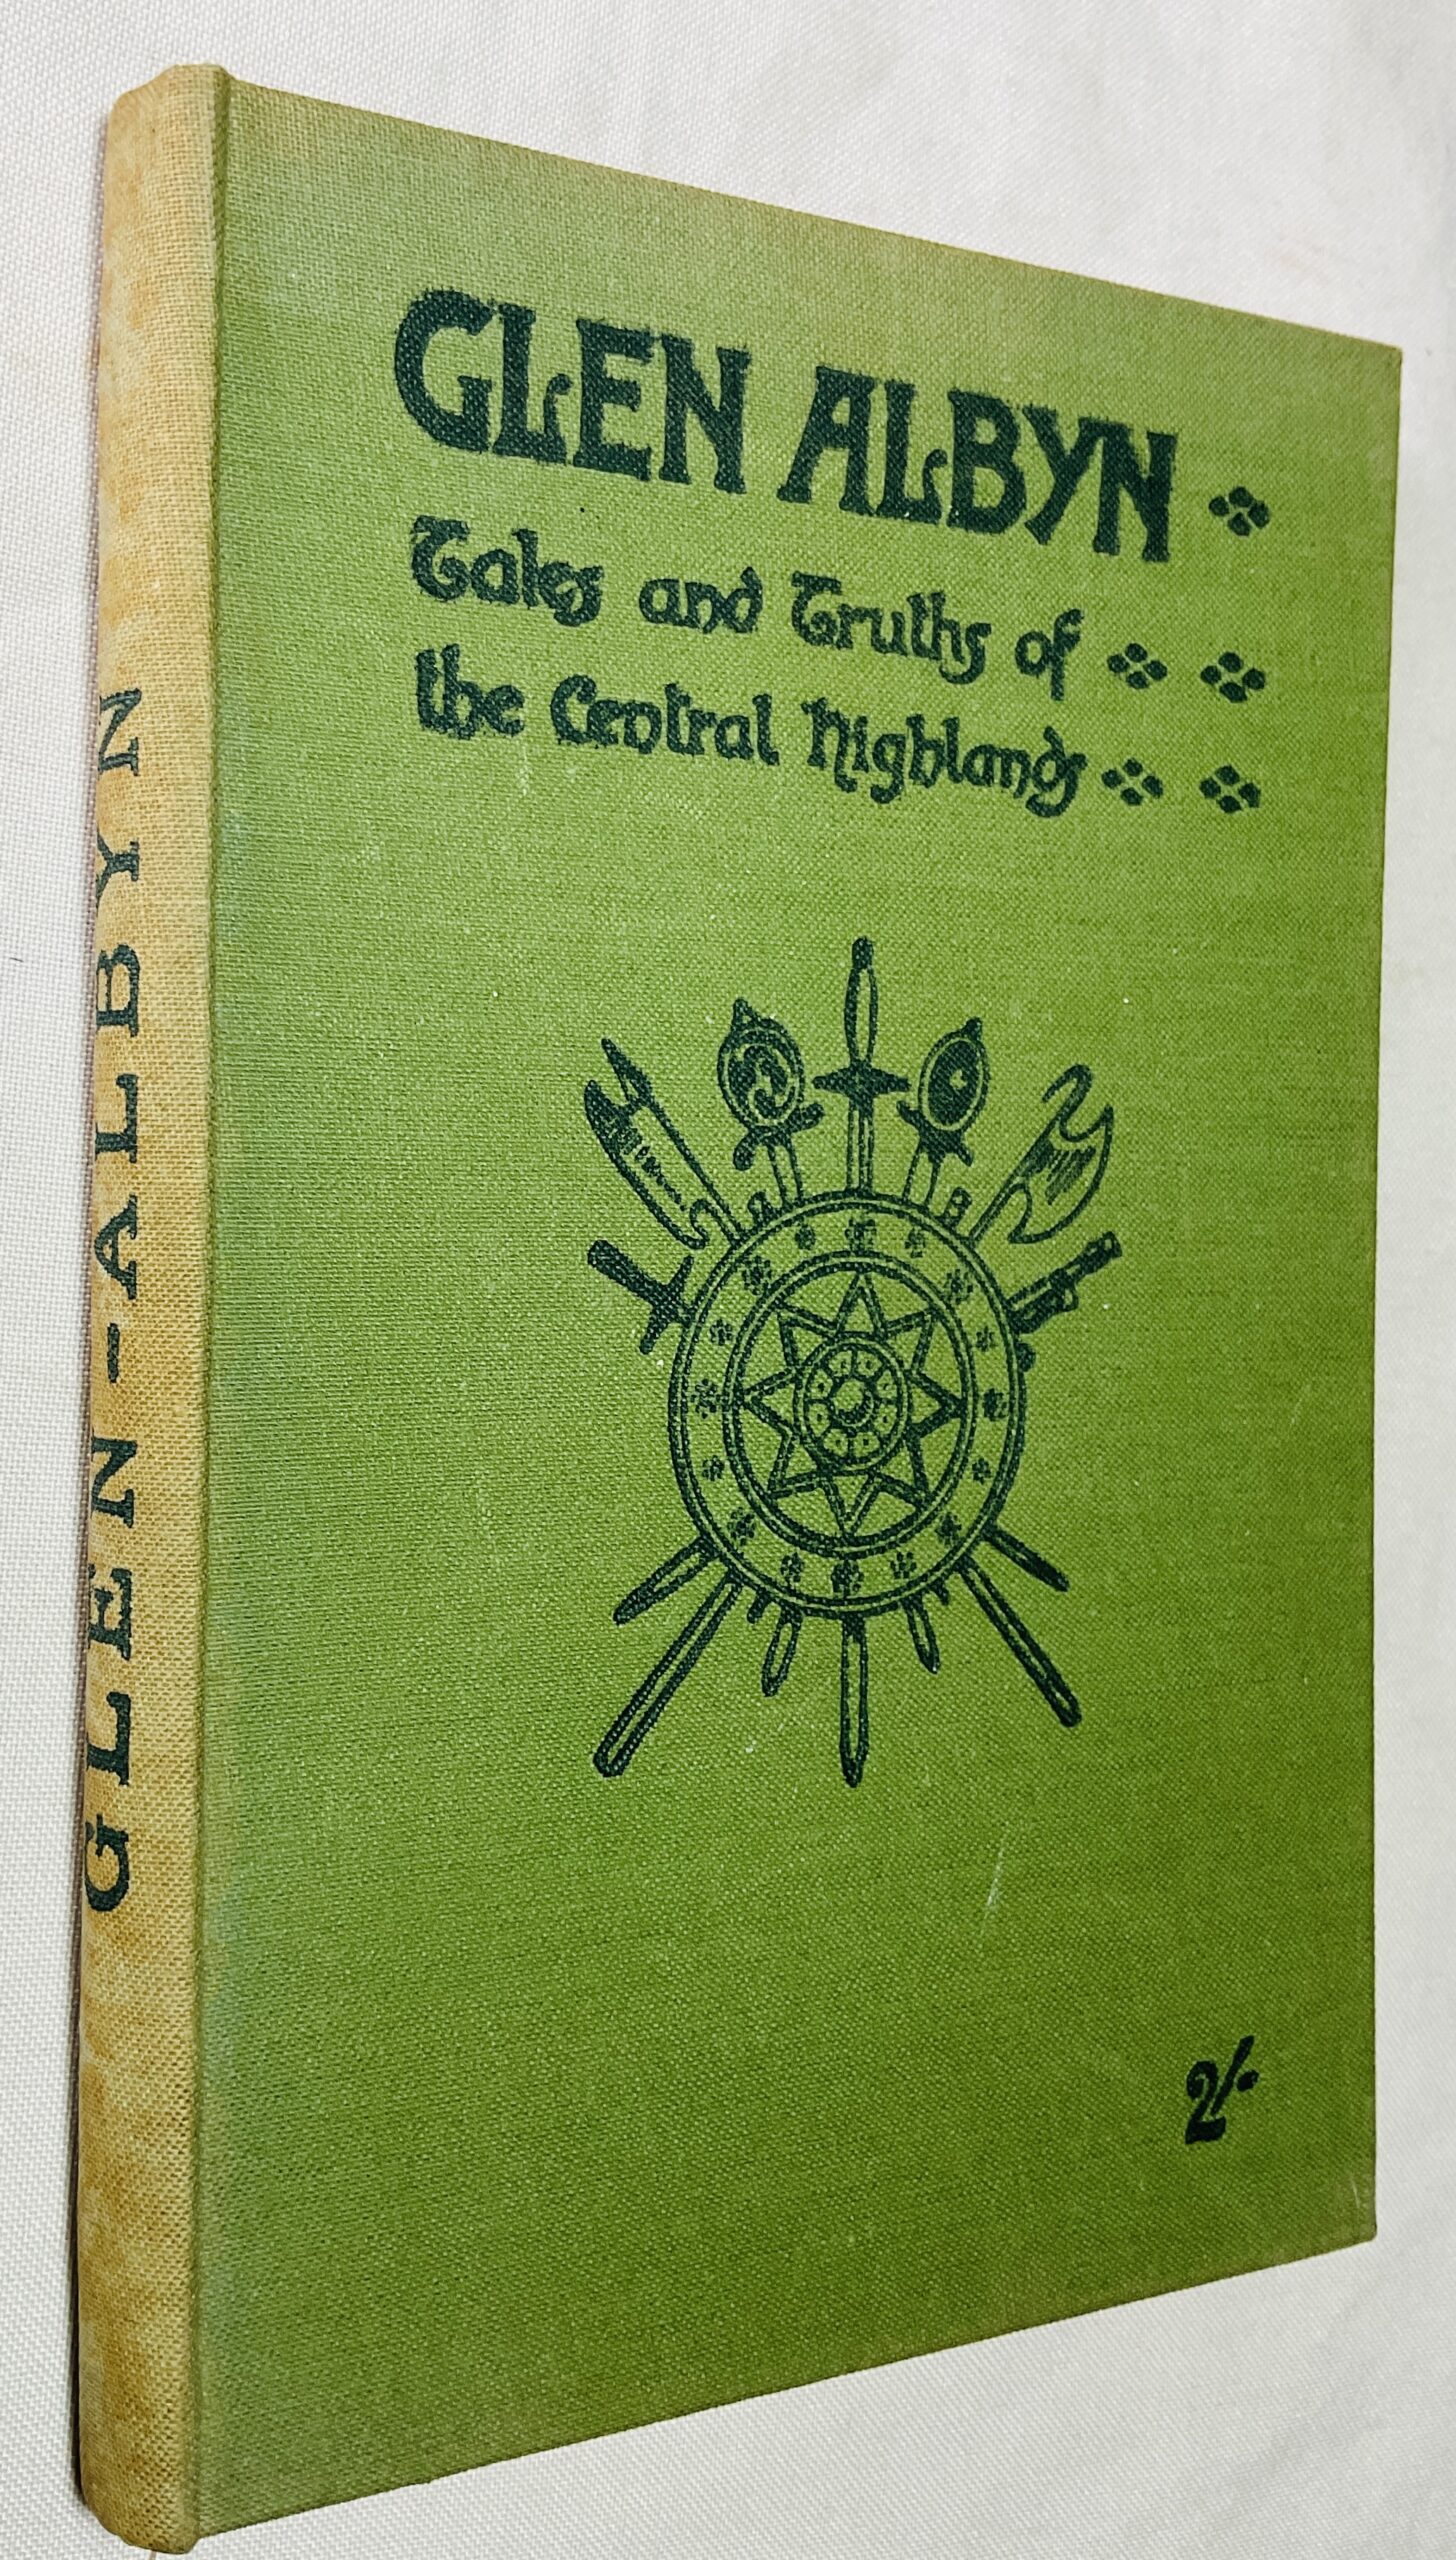 GLEN ALBYN
Tales and Truths of
the Central Highlands
2/-
GLEN-ALBYN